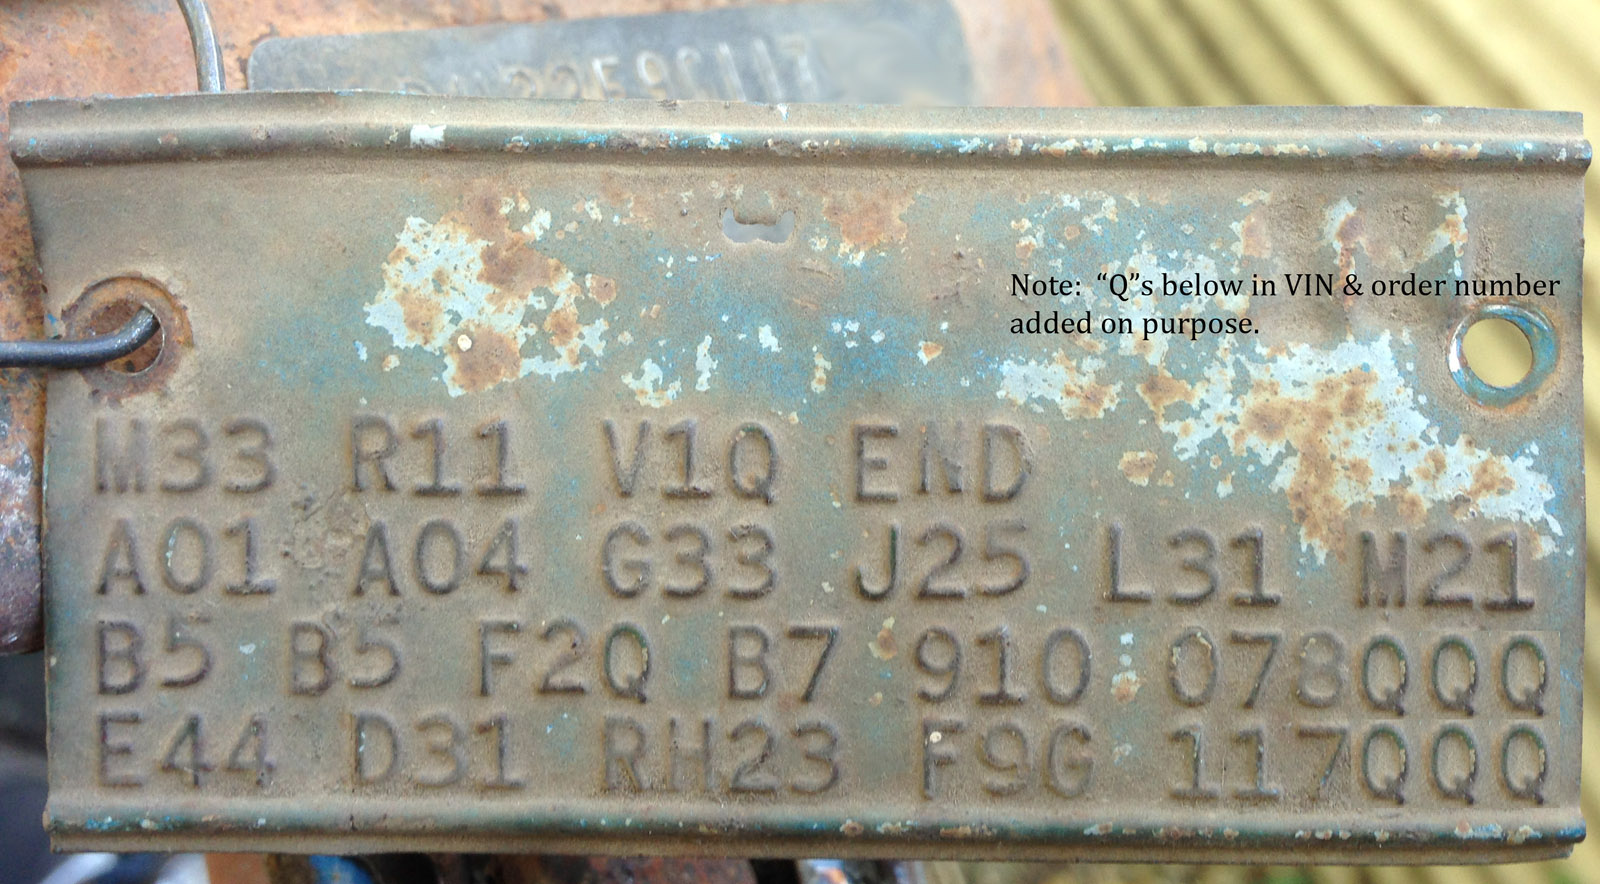 Note: “Q”s below in VIN & order number
added on purpose.
M33 R11 V1Q END
A01 A04 G33 J25 L31 M21
B5 B5 F2Q B7 910 078QQQ
E44 D31 RH23 F9G 117QQQ